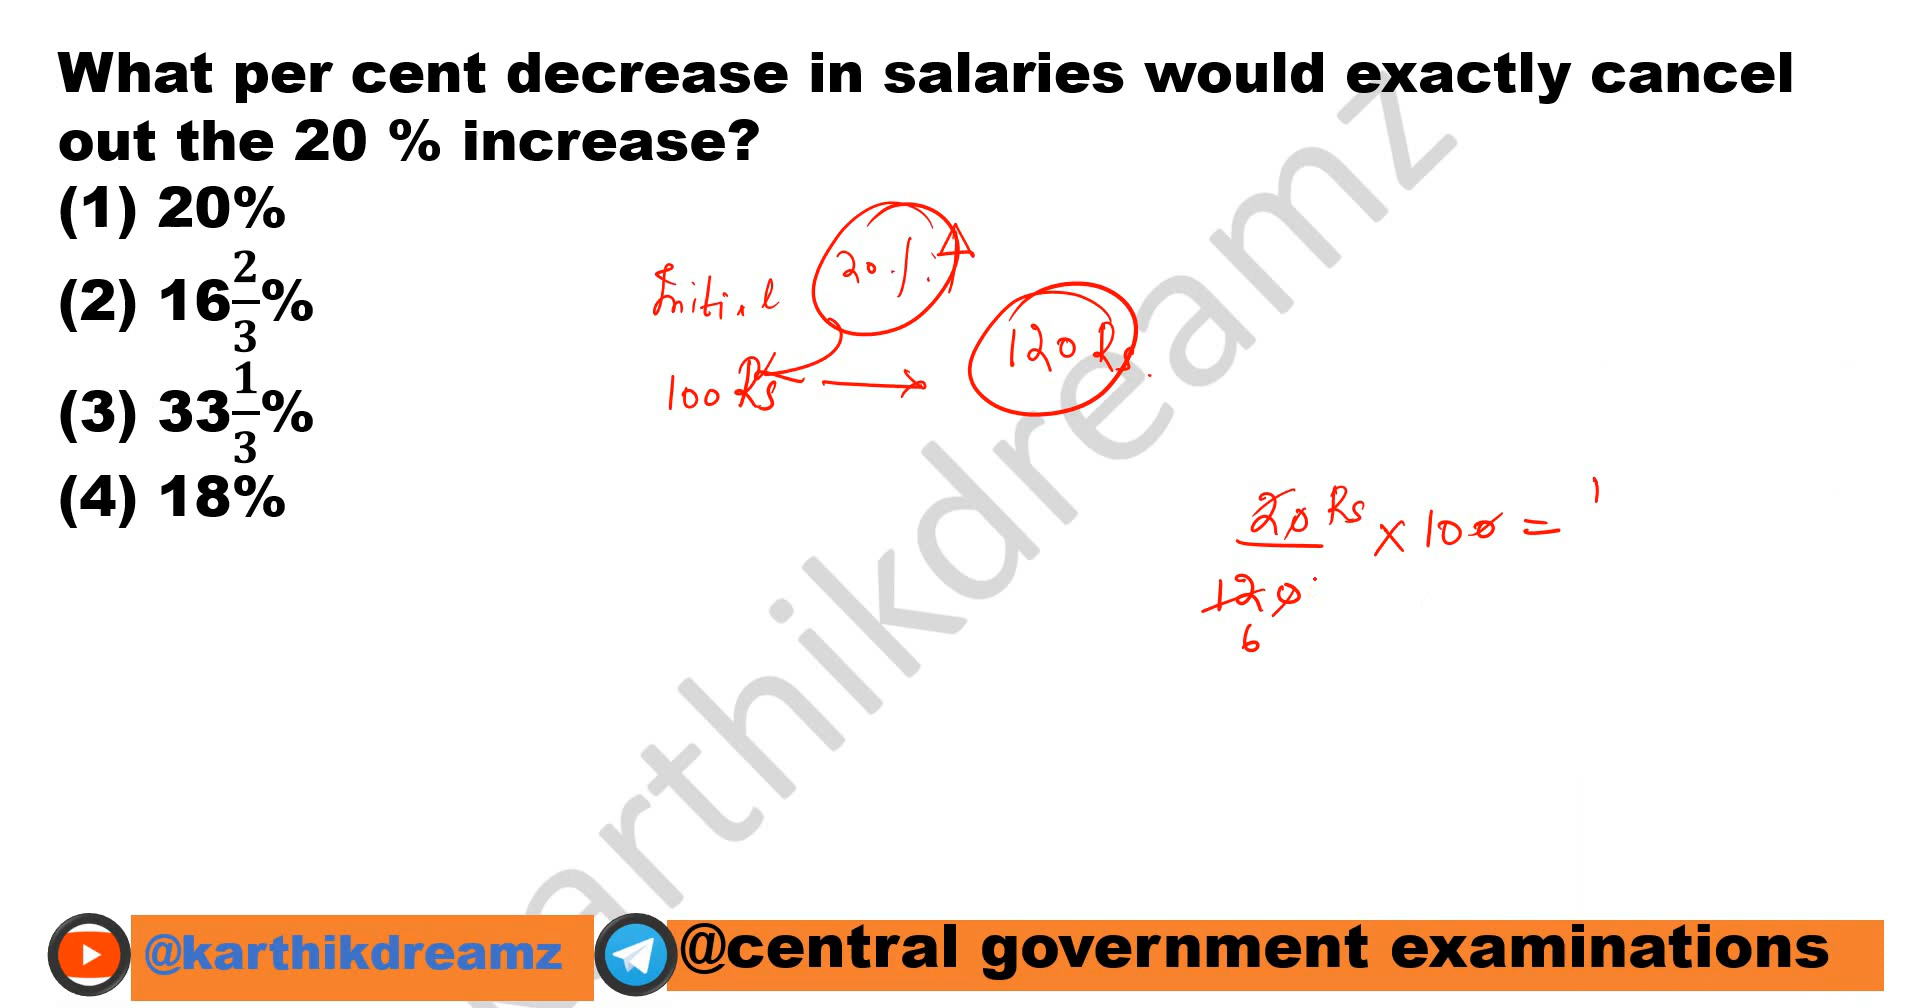 What per cent decrease in salaries would exactly cancel
out the 20 % increase?
(1) 20%
(2) 16 2/3 %
(3) 33 1/3 %
(4) 18%
Initial 20%
100 Rs → 120 Rs.
20 Rs × 100 = 1
120
6
karthikdreamz
@karthikdreamz
@central government examinations